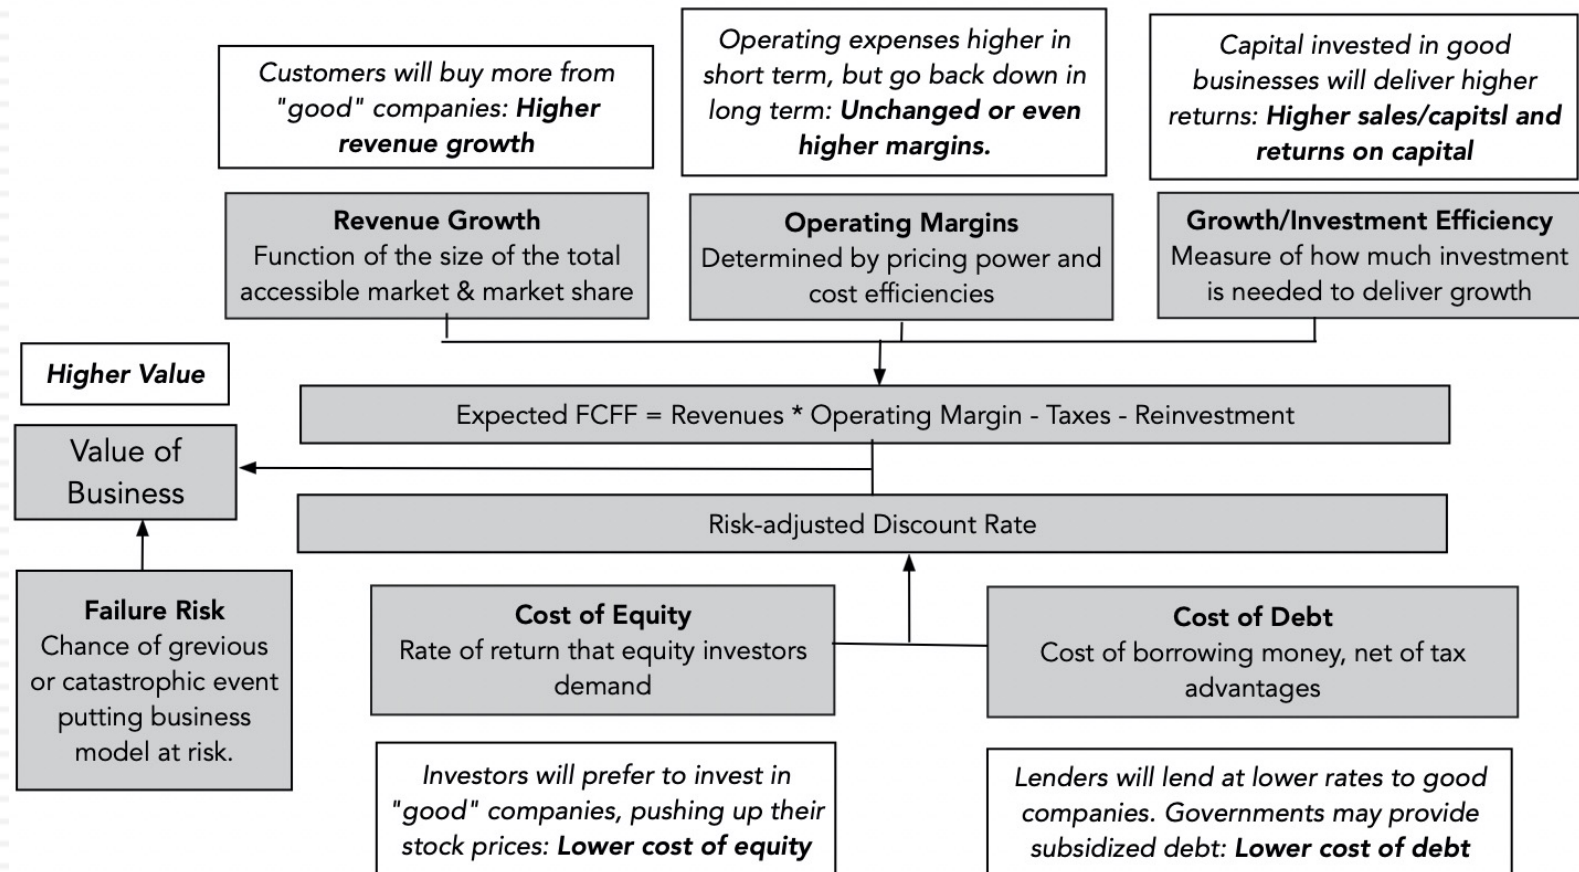 Customers will buy more from
"good" companies: Higher
revenue growth
Operating expenses higher in
short term, but go back down in
long term: Unchanged or even
higher margins.
Capital invested in good
businesses will deliver higher
returns: Higher sales/capitsl and
returns on capital
Revenue Growth
Function of the size of the total
accessible market & market share
Operating Margins
Determined by pricing power and
cost efficiencies
Growth/Investment Efficiency
Measure of how much investment
is needed to deliver growth
Higher Value
Expected FCFF = Revenues * Operating Margin - Taxes - Reinvestment
Value of
Business
Risk-adjusted Discount Rate
Failure Risk
Chance of grevious
or catastrophic event
putting business
model at risk.
Cost of Equity
Rate of return that equity investors
demand
Cost of Debt
Cost of borrowing money, net of tax
advantages
Investors will prefer to invest in
"good" companies, pushing up their
stock prices: Lower cost of equity
Lenders will lend at lower rates to good
companies. Governments may provide
subsidized debt: Lower cost of debt